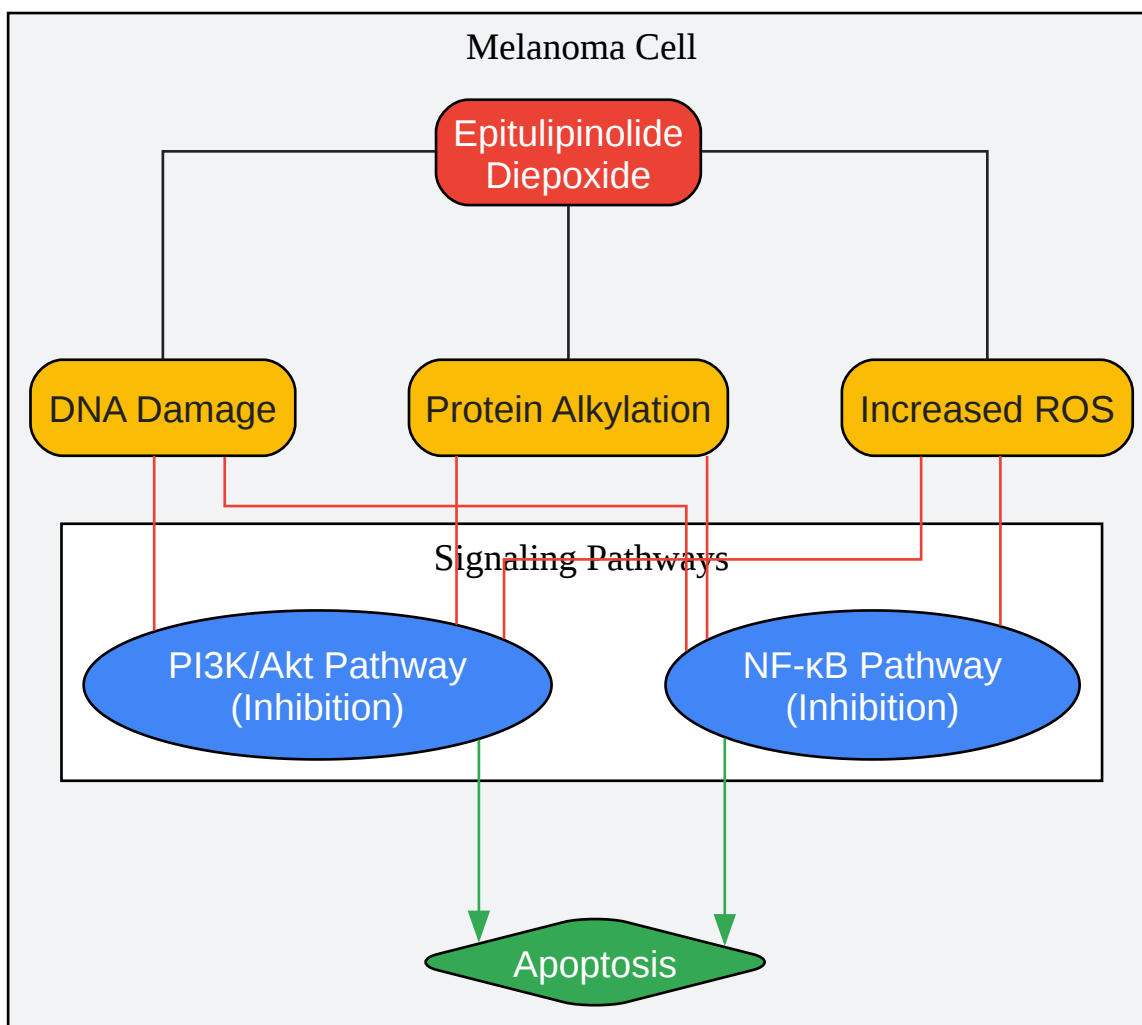 Melanoma Cell
Epitulipinolide
Diepoxide
DNA Damage
Protein Alkylation
Increased ROS
Signaling Pathways
PI3K/Akt Pathway
(Inhibition)
NF-κB Pathway
(Inhibition)
Apoptosis